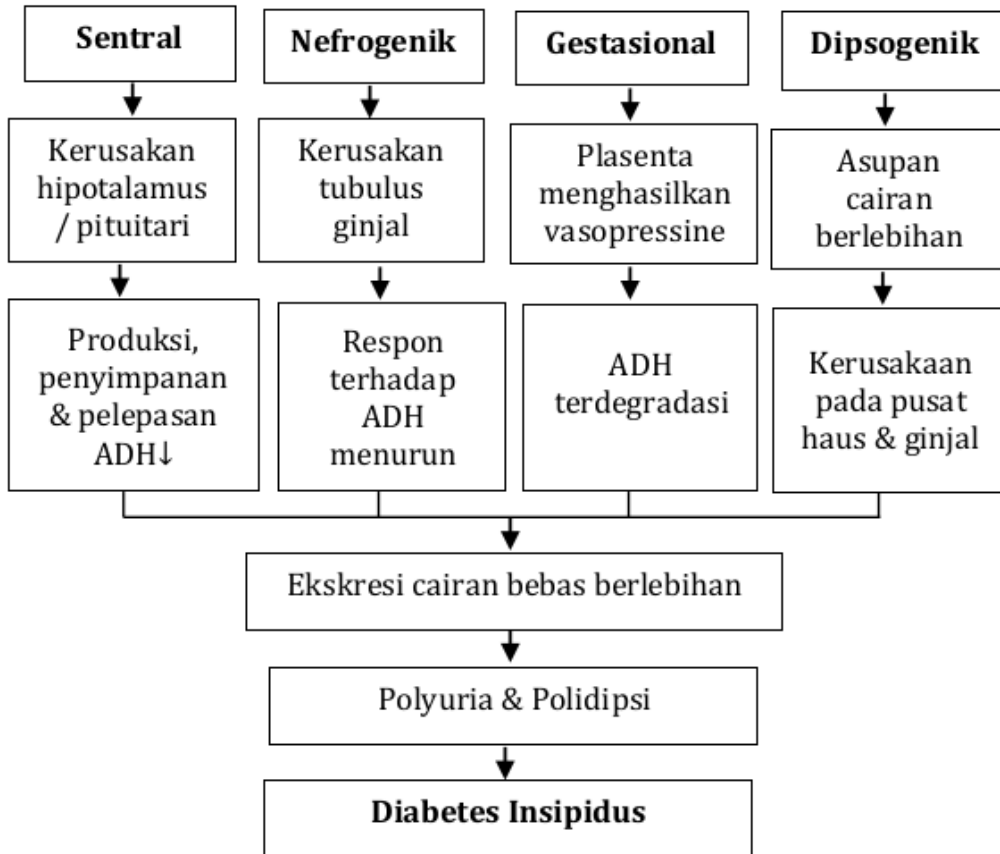 Sentral
Nefrogenik
Gestasional
Dipsogenik
Kerusakan
hipotalamus
/ pituitari
Kerusakan
tubulus
ginjal
Plasenta
menghasilkan
vasopressine
Asupan
cairan
berlebihan
Produksi,
penyimpanan
& pelepasan
ADH↓
Respon
terhadap
ADH
menurun
ADH
terdegradasi
Kerusakaan
pada pusat
haus & ginjal
Ekskresi cairan bebas berlebihan
Polyuria & Polidipsi
Diabetes Insipidus